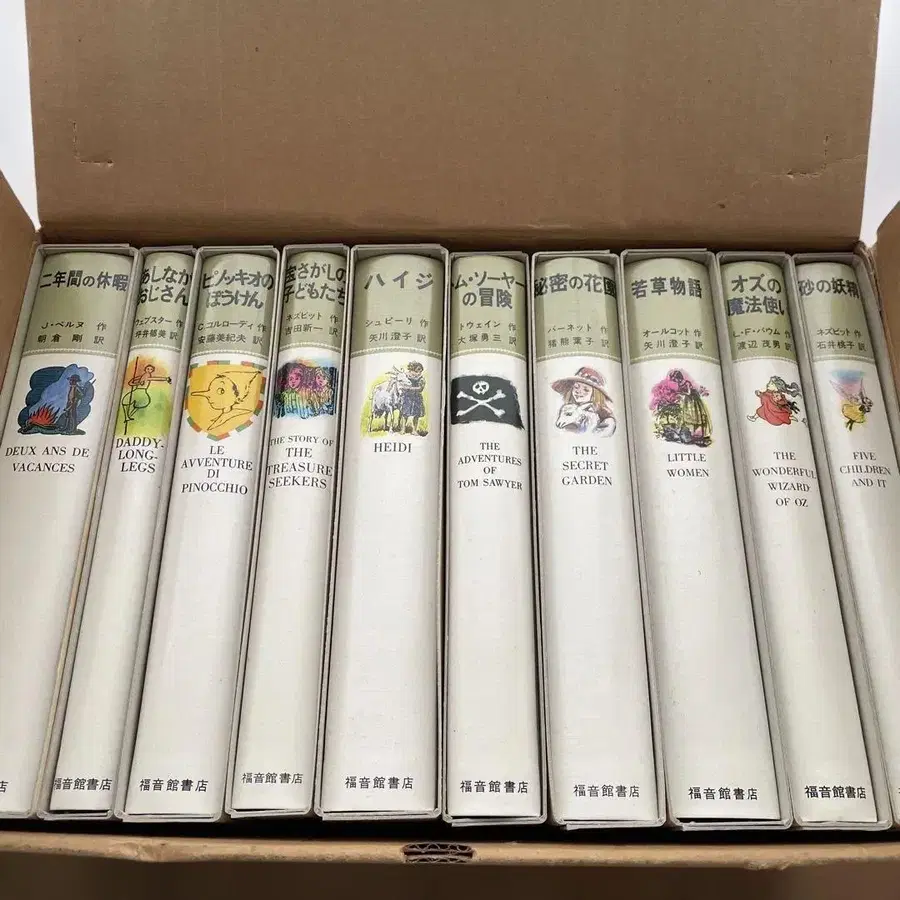 二年間の休暇
J・ベルヌ 作
朝倉 剛 訳
DEUX ANS DE
VACANCES
店
あしなが
おじさん
ウェブスター 作
坪井郁美 訳
DADDY-
LONG-
LEGS
福音館書店
ピノッキオの
ぼうけん
C.コルローディ 作
安藤美紀夫 訳
LE
AVVENTURE
DI
PINOCCHIO
福音館書店
宝さがしの
子どもたち
ネズビット 作
吉田新一 訳
THE STORY OF
THE
TREASURE
SEEKERS
福音館書店
ハイジ
シュピーリ 作
矢川澄子 訳
HEIDI
福音館書店
ム・ソーヤー
の冒険
トウェイン 作
大塚勇三 訳
THE
ADVENTURES
OF
TOM SAWYER
福音館書店
秘密の花園
バーネット 作
猪熊葉子 訳
THE
SECRET
GARDEN
福音館書店
若草物語
オールコット 作
矢川澄子 訳
LITTLE
WOMEN
福音館書店
オズの
魔法使い
L・F・バウム 作
渡辺茂男 訳
THE
WONDERFUL
WIZARD
OF OZ
福音館書店
砂の妖精
ネズビット 作
石井桃子 訳
FIVE
CHILDREN
AND IT
福